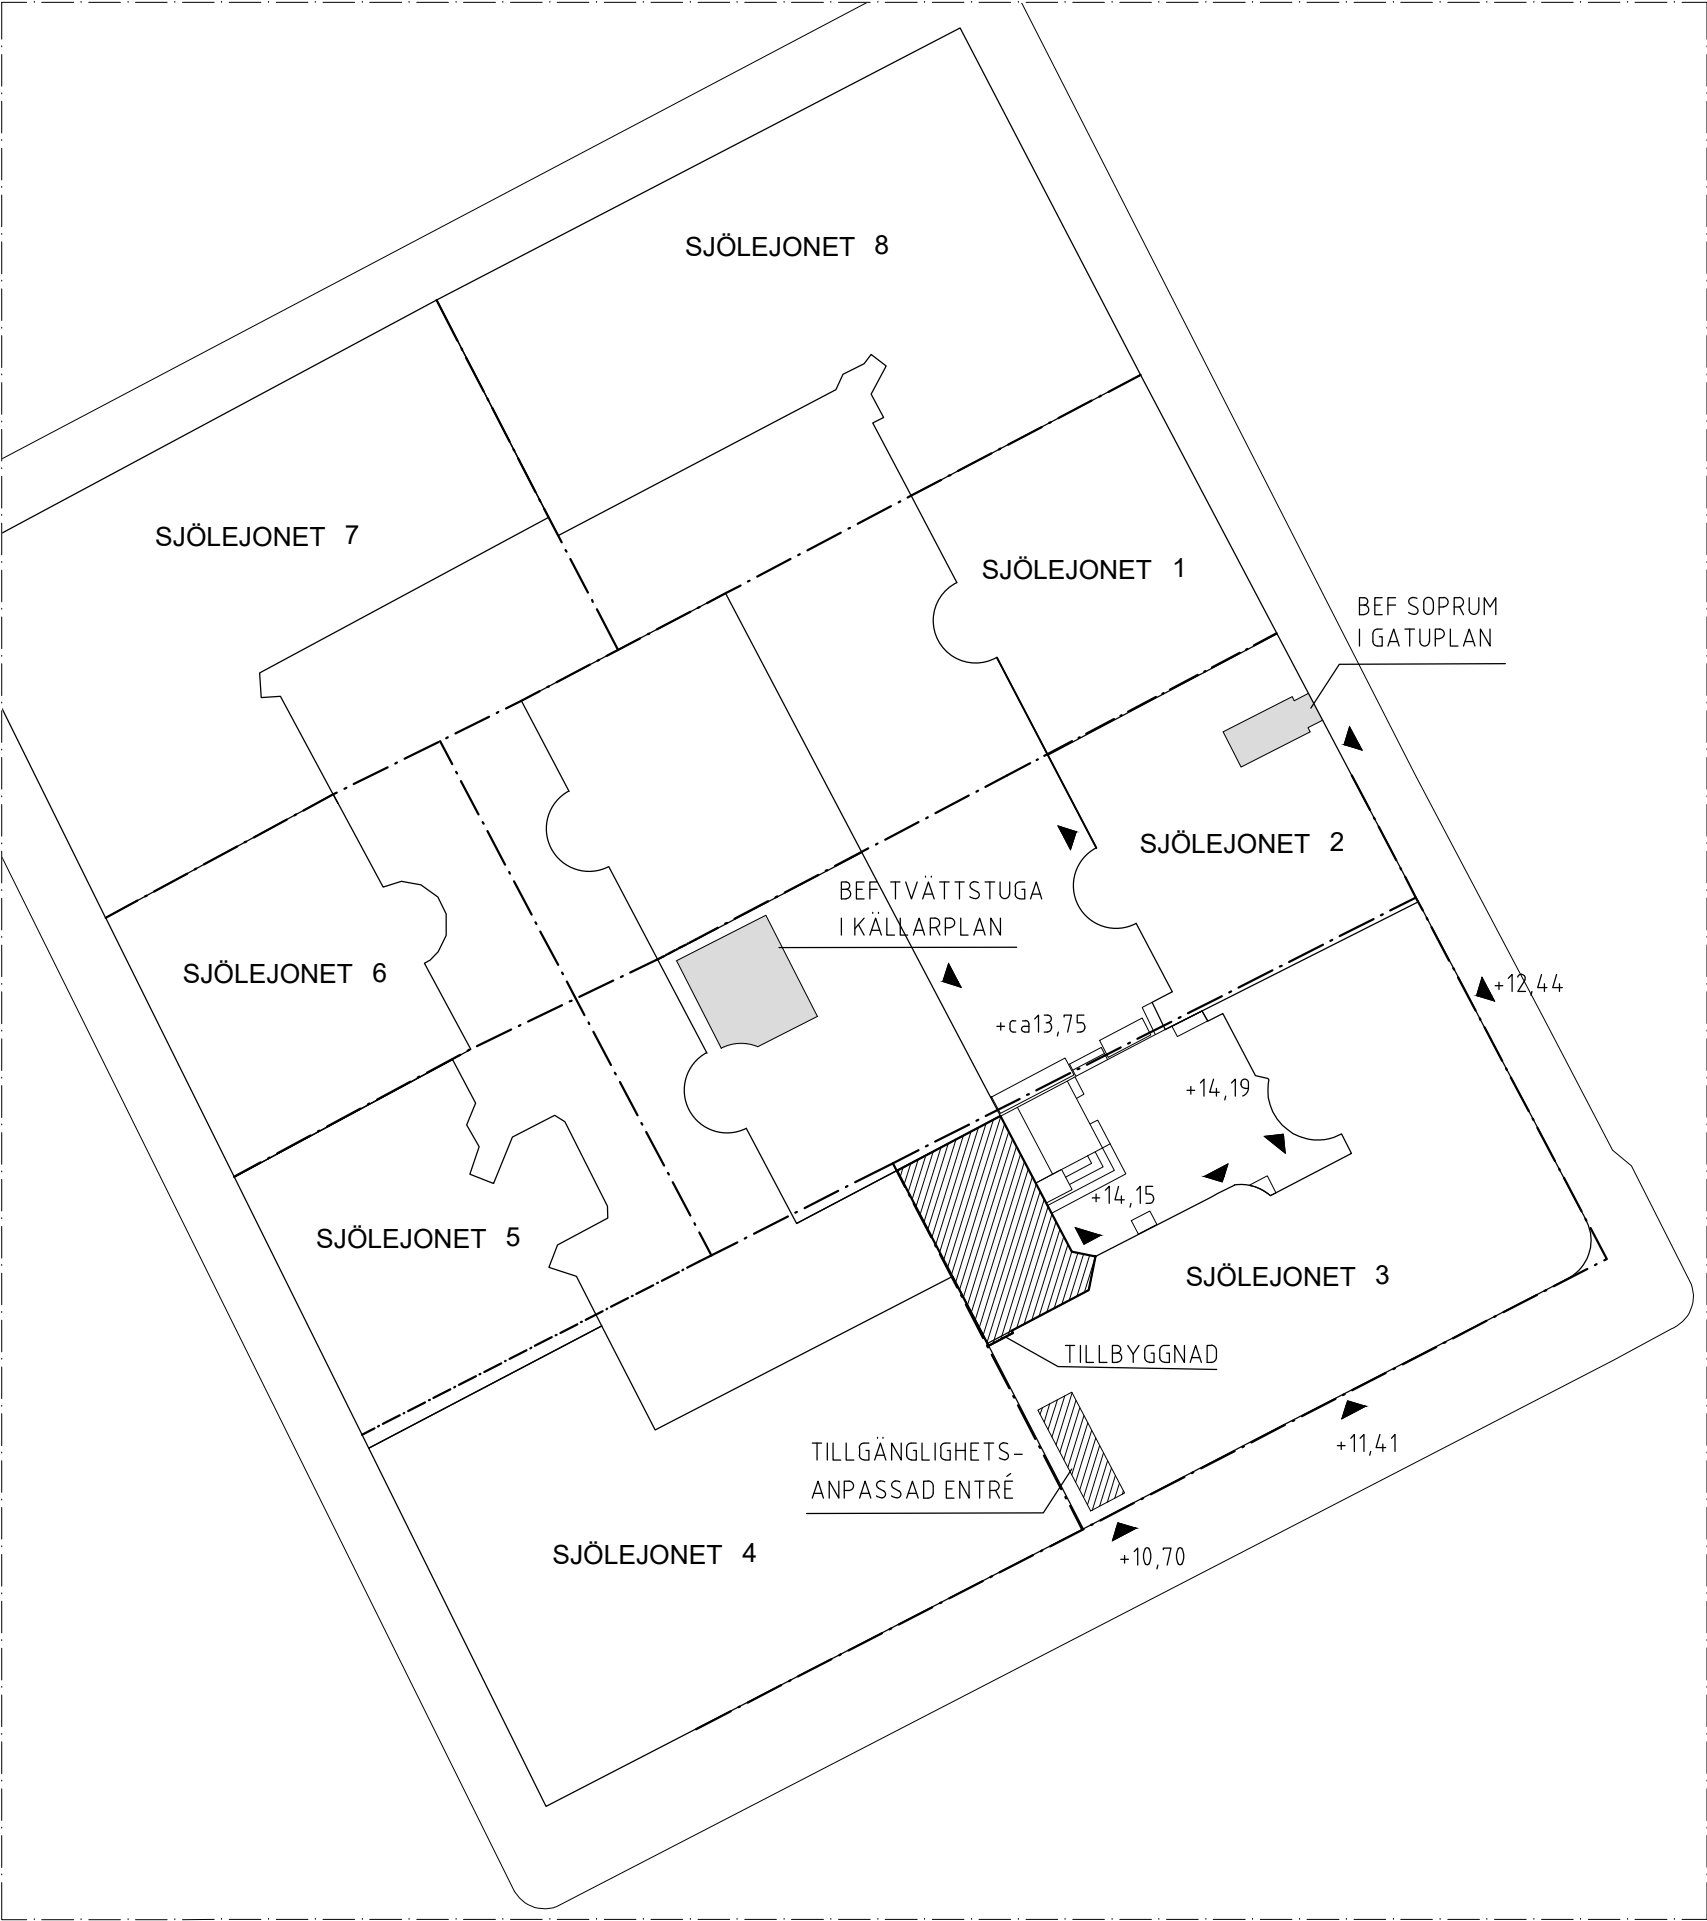 SJÖLEJONET 8
SJÖLEJONET 7
SJÖLEJONET 1
BEF SOPRUM
I GATUPLAN
SJÖLEJONET 2
BEF TVÄTTSTUGA
I KÄLLARPLAN
SJÖLEJONET 6
+12,44
+ca13,75
+14,19
+14,15
SJÖLEJONET 5
SJÖLEJONET 3
TILLBYGGNAD
+11,41
TILLGÄNGLIGHETS-
ANPASSAD ENTRÉ
SJÖLEJONET 4
+10,70